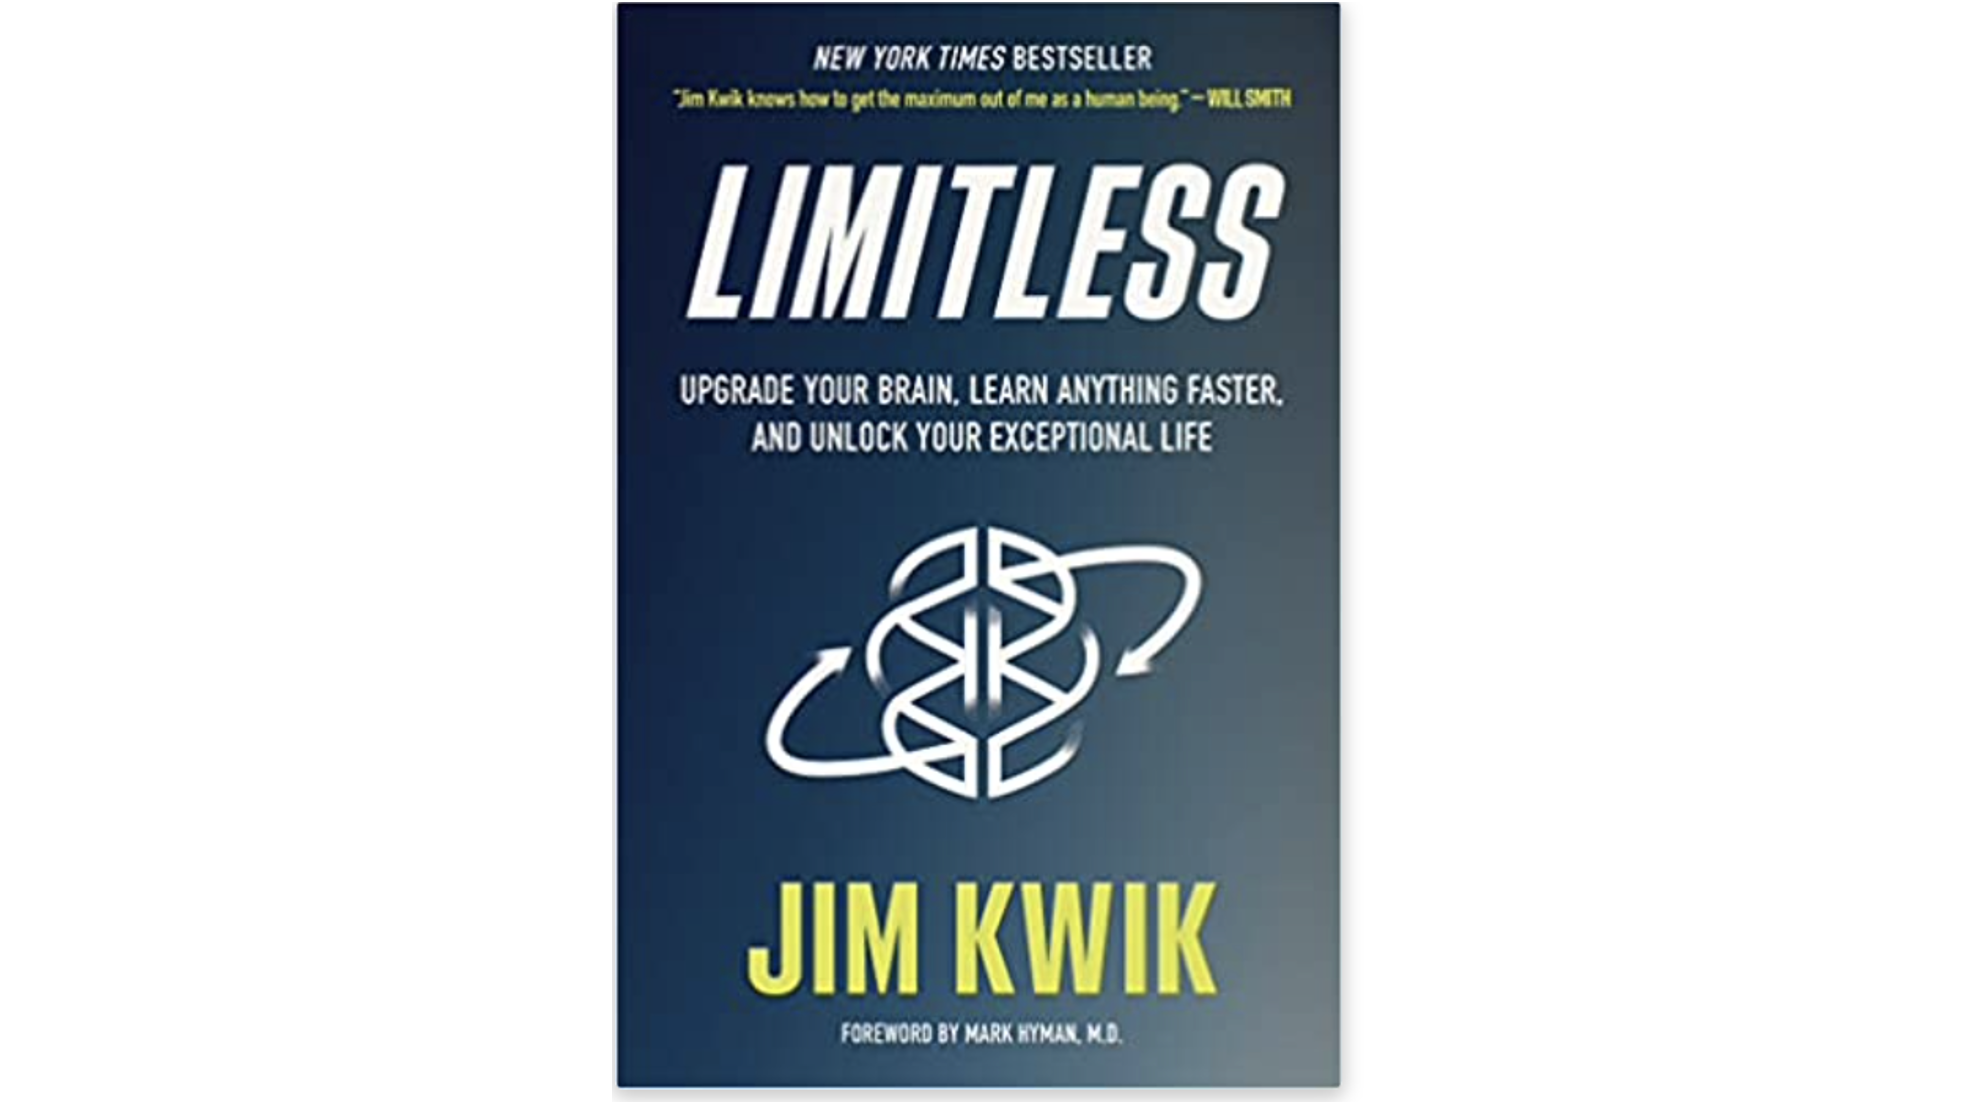 NEW YORK TIMES BESTSELLER
"Jim Kwik knows how to get the maximum out of me as a human being." – WILL SMITH
LIMITLESS
UPGRADE YOUR BRAIN, LEARN ANYTHING FASTER,
AND UNLOCK YOUR EXCEPTIONAL LIFE
JIM KWIK
FOREWORD BY MARK HYMAN, M.D.